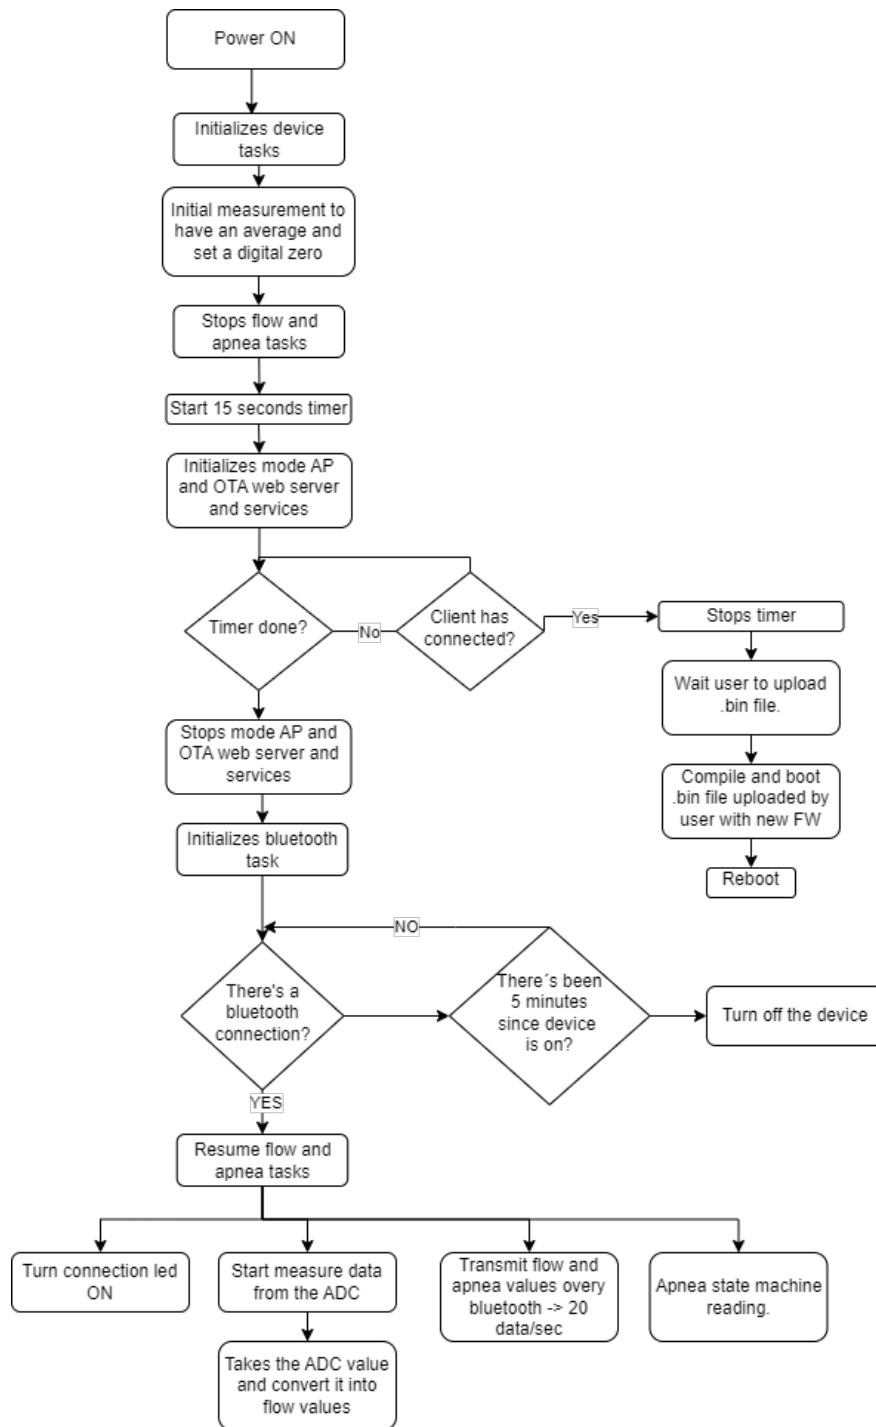 Power ON
Initializes device
tasks
Initial measurement to
have an average and
set a digital zero
Stops flow and
apnea tasks
Start 15 seconds timer
Initializes mode AP
and OTA web server
and services
Timer done?
No
Client has
connected?
Yes
Stops timer
Wait user to upload
.bin file.
Compile and boot
.bin file uploaded by
user with new FW
Reboot
Stops mode AP and
OTA web server and
services
Initializes bluetooth
task
NO
There's a
bluetooth
connection?
There´s been
5 minutes
since device
is on?
Turn off the device
YES
Resume flow and
apnea tasks
Turn connection led
ON
Start measure data
from the ADC
Transmit flow and
apnea values overy
bluetooth -> 20
data/sec
Apnea state machine
reading.
Takes the ADC value
and convert it into
flow values